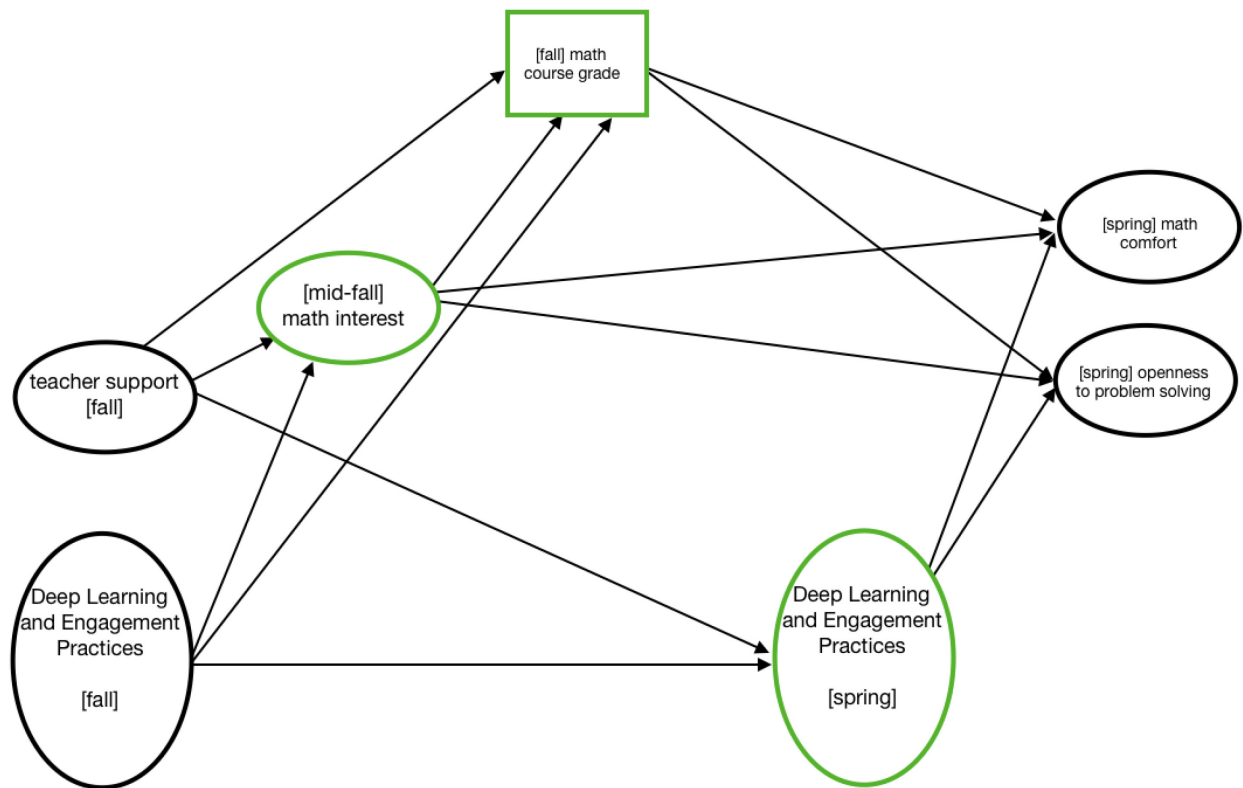 [fall] math
course grade
[spring] math
comfort
[mid-fall]
math interest
teacher support
[fall]
[spring] openness
to problem solving
Deep Learning
and Engagement
Practices
[fall]
Deep Learning
and Engagement
Practices
[spring]